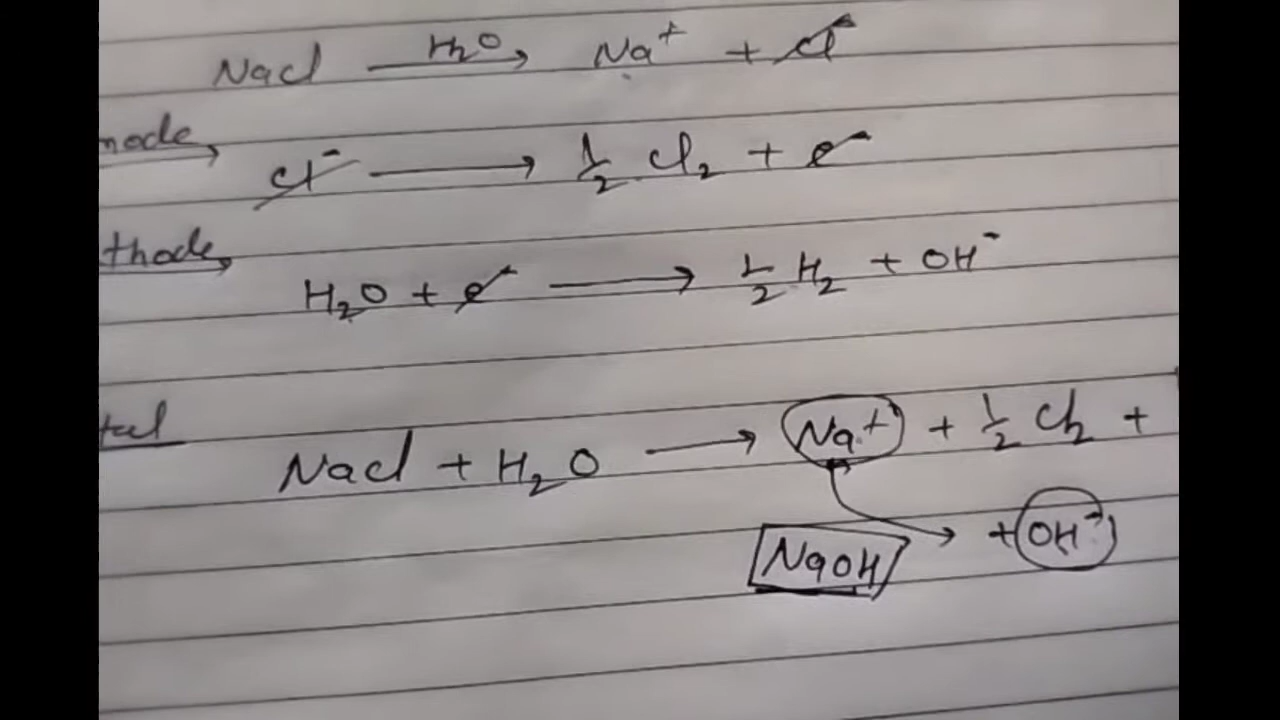 NaCl —H₂O→ Na⁺ + Cl⁻
node
Cl⁻ → 1/2 Cl₂ + e⁻
thode
H₂O + e⁻ → 1/2 H₂ + OH⁻
tal
NaCl + H₂O → Na⁺ + 1/2 Cl₂ +
+ OH⁻
NaOH